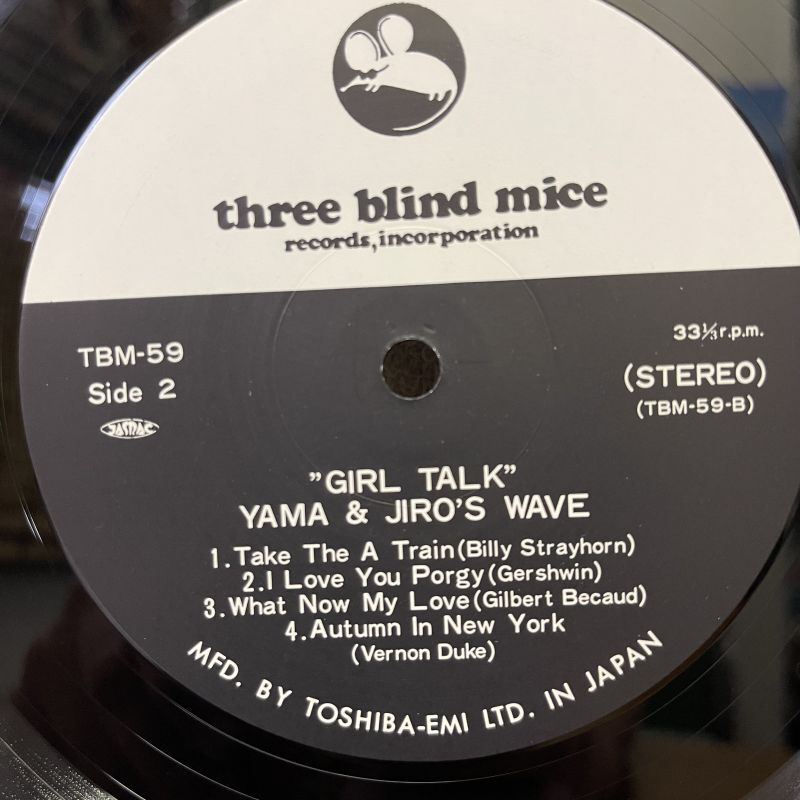 three blind mice
records, incorporation
TBM-59
Side 2
JASRAC
33⅓ r.p.m.
(STEREO)
(TBM-59-B)
"GIRL TALK"
YAMA & JIRO'S WAVE
1. Take The A Train (Billy Strayhorn)
2. I Love You Porgy (Gershwin)
3. What Now My Love (Gilbert Becaud)
4. Autumn In New York
(Vernon Duke)
MFD. BY TOSHIBA-EMI LTD. IN JAPAN